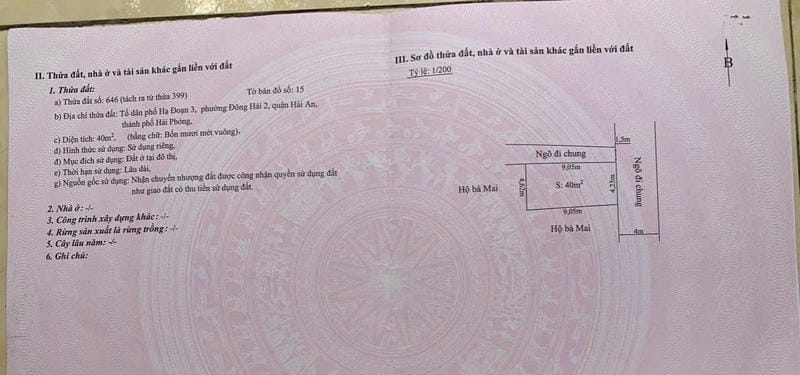 II. Thửa đất, nhà ở và tài sản khác gắn liền với đất
1. Thửa đất:
a) Thửa đất số: 646 (tách ra từ thửa 399) Tờ bản đồ số: 15
b) Địa chỉ thửa đất: Tổ dân phố Hạ Đoạn 3, phường Đông Hải 2, quận Hải An,
thành phố Hải Phòng,
c) Diện tích: 40m², (bằng chữ: Bốn mươi mét vuông),
d) Hình thức sử dụng: Sử dụng riêng,
đ) Mục đích sử dụng: Đất ở tại đô thị,
e) Thời hạn sử dụng: Lâu dài,
g) Nguồn gốc sử dụng: Nhận chuyển nhượng đất được công nhận quyền sử dụng đất
như giao đất có thu tiền sử dụng đất.
2. Nhà ở: -/-
3. Công trình xây dựng khác: -/-
4. Rừng sản xuất là rừng trồng: -/-
5. Cây lâu năm: -/-
6. Ghi chú:
III. Sơ đồ thửa đất, nhà ở và tài sản khác gắn liền với đất
Tỷ lệ: 1/200
B
1,5m
Ngõ đi chung
9,05m
4,62m
S: 40m²
4,25m
Ngõ đi chung
Hộ bà Mai
9,05m
Hộ bà Mai
4m